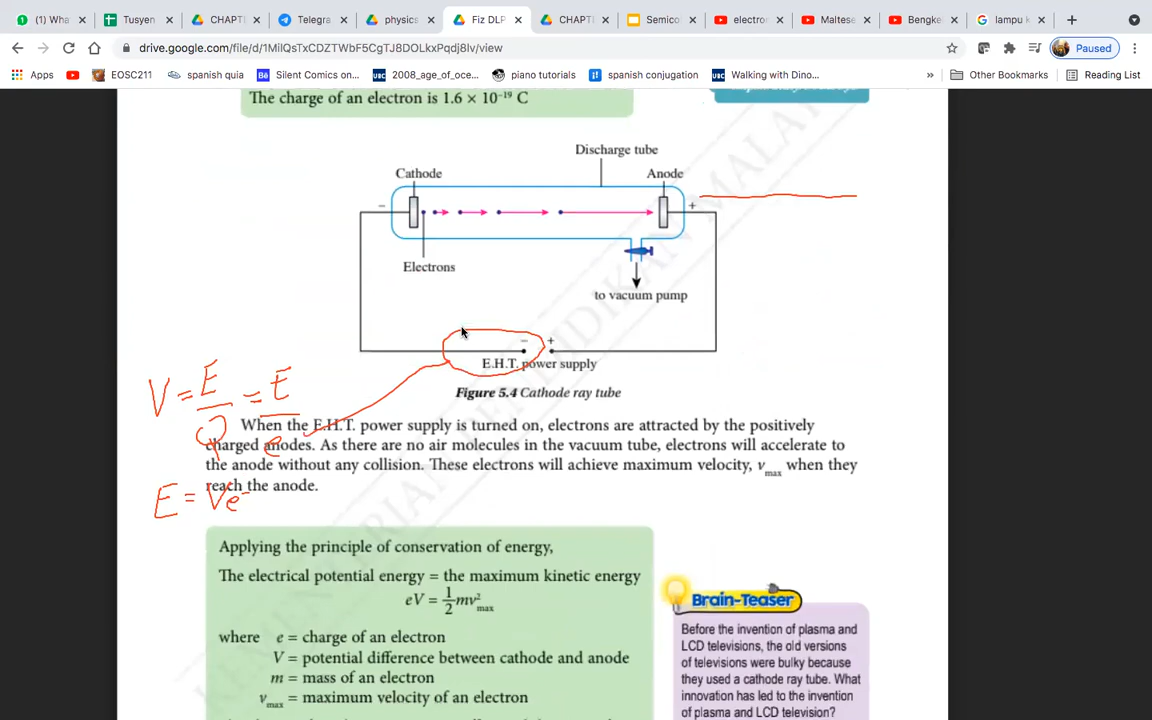 (1) Wha
Tusyen
CHAPT
Telegra
physics
Fiz DLP
CHAPT
Semico
electro
Maltese
Bengke
lampu k
drive.google.com/file/d/1MilQsTxCDZTWbF5CgTJ8DOLkxPqdj8lv/view
Paused
Apps
EOSC211
spanish quia
Silent Comics on...
2008_age_of_oce...
piano tutorials
spanish conjugation
Walking with Dino...
»
Other Bookmarks
Reading List
The charge of an electron is 1.6 × 10⁻¹⁹ C
Discharge tube
Cathode
Anode
−
+
Electrons
to vacuum pump
− +
E.H.T. power supply
Figure 5.4 Cathode ray tube
V = E/Q = E/e
E = Ve
When the E.H.T. power supply is turned on, electrons are attracted by the positively
charged anodes. As there are no air molecules in the vacuum tube, electrons will accelerate to
the anode without any collision. These electrons will achieve maximum velocity, vmax when they
reach the anode.
Applying the principle of conservation of energy,
The electrical potential energy = the maximum kinetic energy
eV = 1/2 mv²max
where e = charge of an electron
V = potential difference between cathode and anode
m = mass of an electron
vmax = maximum velocity of an electron
Brain-Teaser
Before the invention of plasma and
LCD televisions, the old versions
of televisions were bulky because
they used a cathode ray tube. What
innovation has led to the invention
of plasma and LCD television?